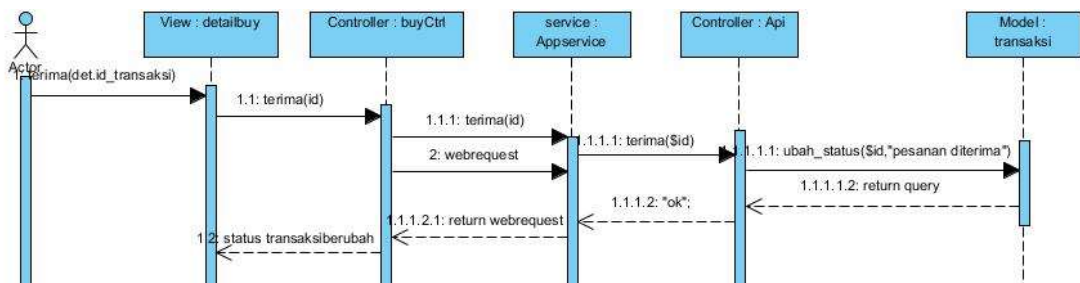 View : detailbuy
Controller : buyCtrl
service :
Appservice
Controller : Api
Model :
transaksi
Actor
1: terima(det.id_transaksi)
1.1: terima(id)
1.1.1: terima(id)
2: webrequest
1.1.1.1: terima($id)
1.1.1.1.1: ubah_status($id,"pesanan diterima")
1.1.1.1.2: return query
1.1.1.2: "ok";
1.1.1.2.1: return webrequest
1.2: status transaksiberubah